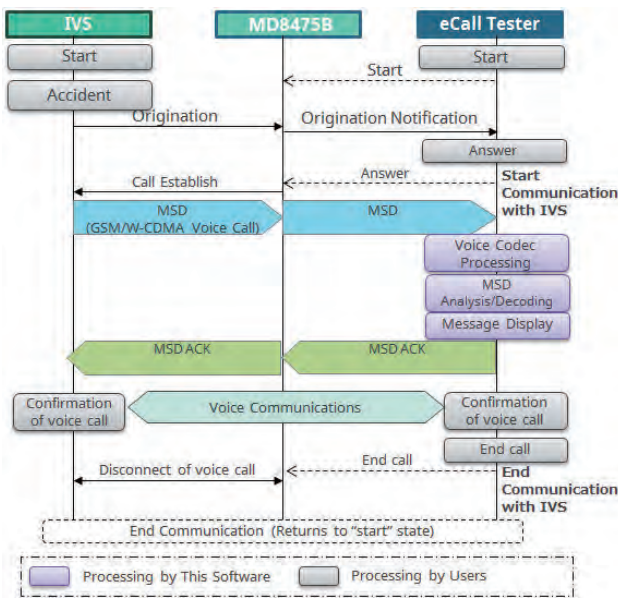 IVS
MD8475B
eCall Tester
Start
Start
Start
Accident
Origination
Origination Notification
Answer
Answer
Call Establish
Start
Communication
with IVS
MSD
(GSM/W-CDMA Voice Call)
MSD
Voice Codec
Processing
MSD
Analysis/Decoding
Message Display
MSD ACK
MSD ACK
Confirmation
of voice call
Voice Communications
Confirmation
of voice call
End call
End call
Disconnect of voice call
End
Communication
with IVS
End Communication (Returns to “start” state)
Processing by This Software
Processing by Users